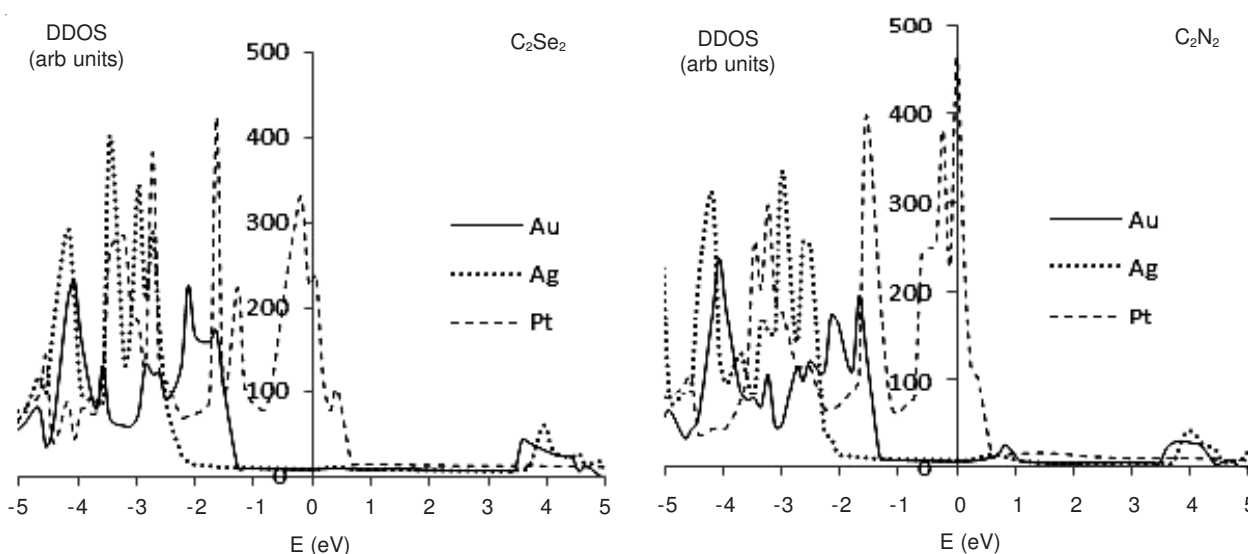 DDOS
(arb units)
C₂Se₂
500
400
300
200
100
0
Au
Ag
Pt
-5 -4 -3 -2 -1 0 1 2 3 4 5
E (eV)
DDOS
(arb units)
C₂N₂
500
400
300
200
100
0
Au
Ag
Pt
-5 -4 -3 -2 -1 0 1 2 3 4 5
E (eV)